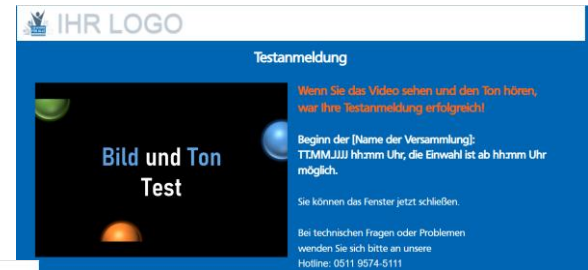 IHR LOGO
Testanmeldung
Bild und Ton
Test
Wenn Sie das Video sehen und den Ton hören,
war Ihre Testanmeldung erfolgreich!
Beginn der [Name der Versammlung]:
TT.MM.JJJJ hh:mm Uhr, die Einwahl ist ab hh:mm Uhr
möglich.
Sie können das Fenster jetzt schließen.
Bei technischen Fragen oder Problemen
wenden Sie sich bitte an unsere
Hotline: 0511 9574-5111